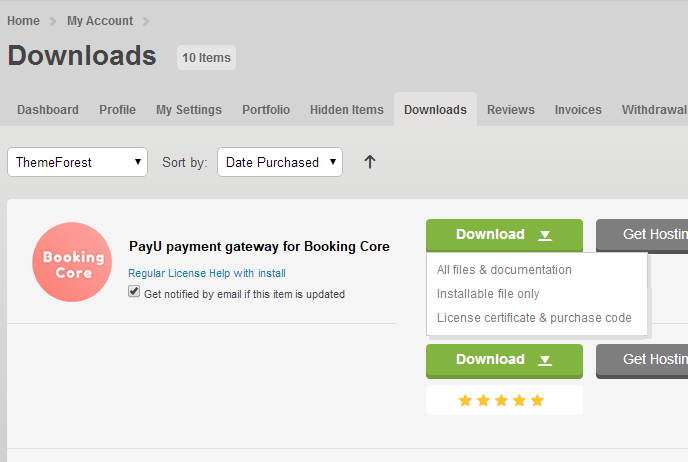 Home My Account
Downloads 10 Items
Dashboard Profile My Settings Portfolio Hidden Items Downloads Reviews Invoices Withdrawal
ThemeForest Sort by: Date Purchased
Booking
Core
PayU payment gateway for Booking Core
Regular License Help with install
Get notified by email if this item is updated
Download Get Hostin
All files & documentation
Installable file only
License certificate & purchase code
Download Get Hostin